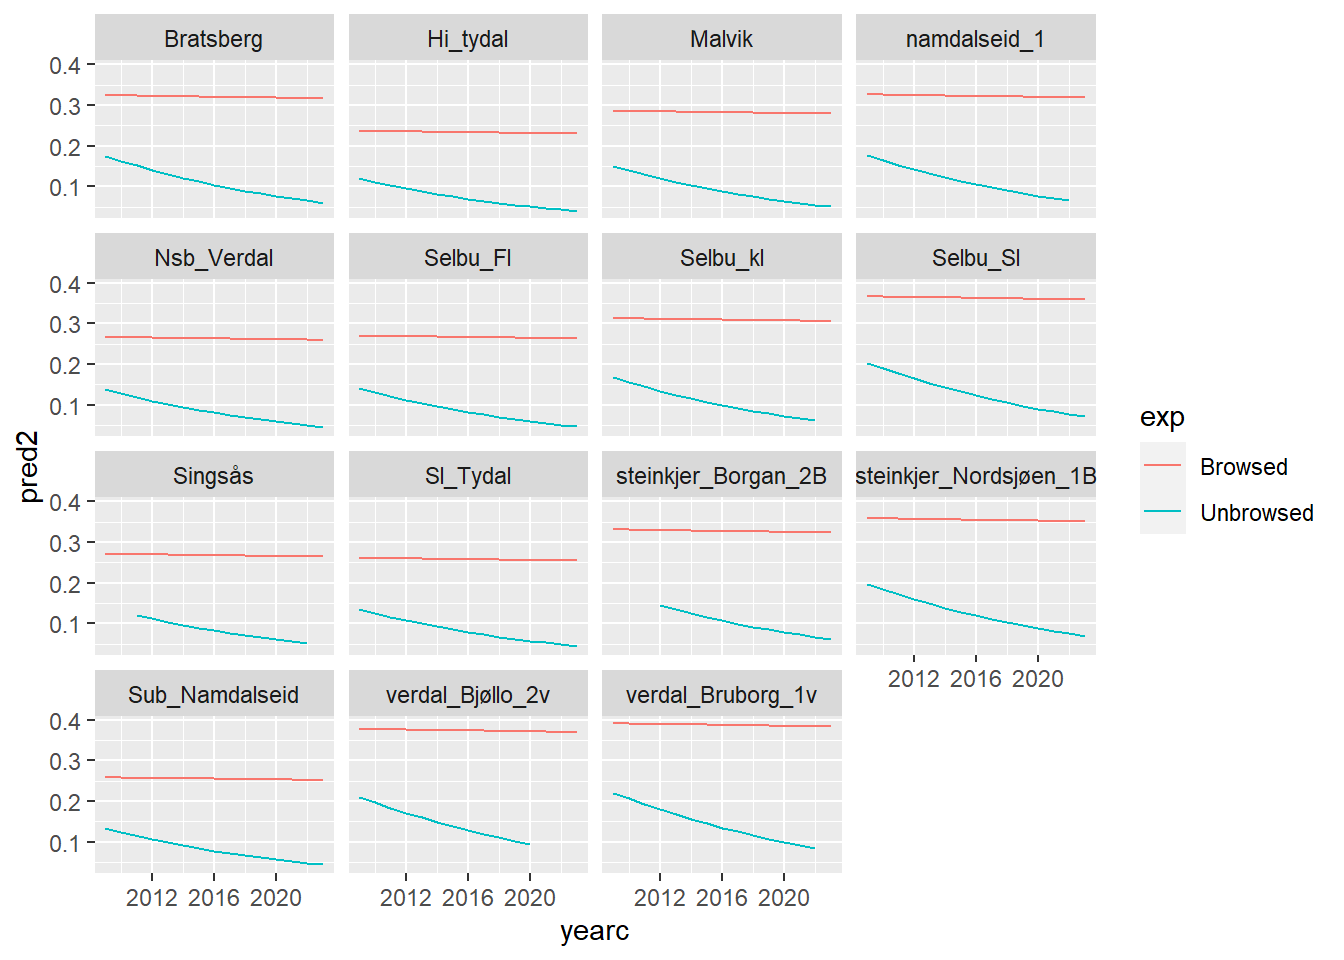 Bratsberg
Hi_tydal
Malvik
namdalseid_1
0.4
0.3
0.2
0.1
Nsb_Verdal
Selbu_Fl
Selbu_kl
Selbu_Sl
0.4
0.3
0.2
0.1
Singsås
Sl_Tydal
steinkjer_Borgan_2B
steinkjer_Nordsjøen_1B
0.4
0.3
0.2
0.1
2012 2016 2020
Sub_Namdalseid
verdal_Bjøllo_2v
verdal_Bruborg_1v
0.4
0.3
0.2
0.1
2012 2016 2020
2012 2016 2020
2012 2016 2020
yearc
pred2
exp
Browsed
Unbrowsed